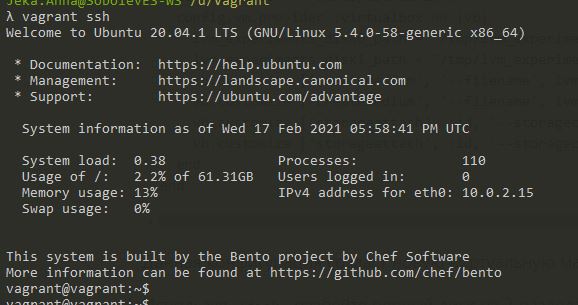 Jeka.Anna@SobolevES-WS /d/vagrant
λ vagrant ssh
Welcome to Ubuntu 20.04.1 LTS (GNU/Linux 5.4.0-58-generic x86_64)
* Documentation: https://help.ubuntu.com
* Management: https://landscape.canonical.com
* Support: https://ubuntu.com/advantage
System information as of Wed 17 Feb 2021 05:58:41 PM UTC
System load: 0.38 Processes: 110
Usage of /: 2.2% of 61.31GB Users logged in: 0
Memory usage: 13% IPv4 address for eth0: 10.0.2.15
Swap usage: 0%
This system is built by the Bento project by Chef Software
More information can be found at https://github.com/chef/bento
vagrant@vagrant:~$
vagrant@vagrant:~$